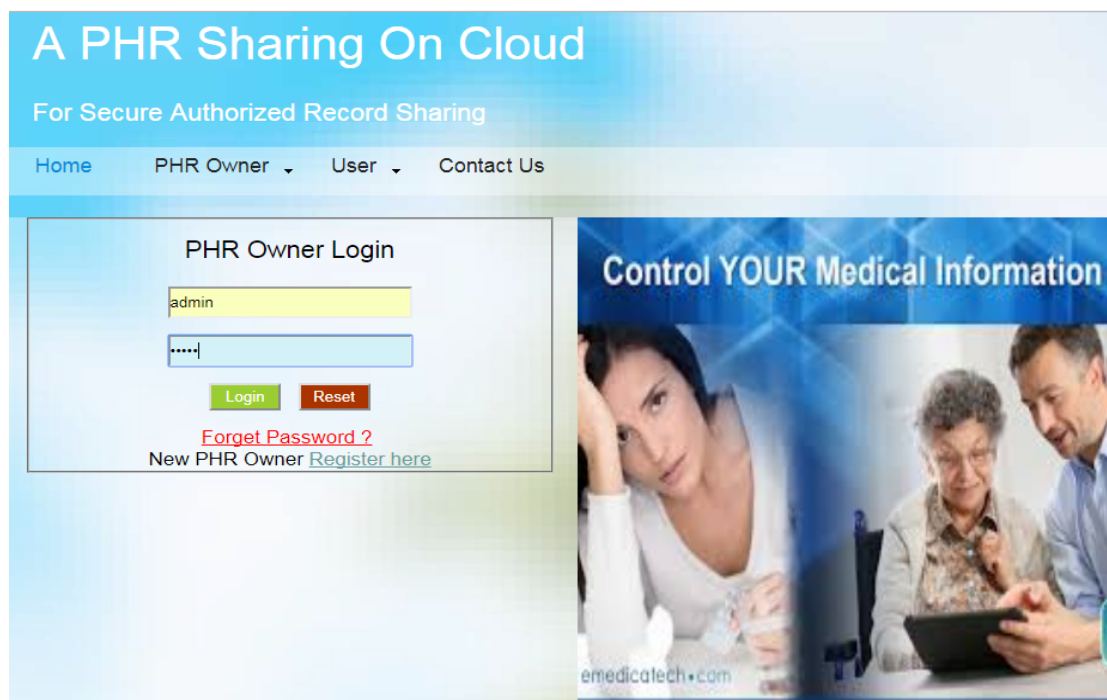 A PHR Sharing On Cloud
For Secure Authorized Record Sharing
Home PHR Owner User Contact Us
PHR Owner Login
admin
•••••
Login Reset
Forget Password ?
New PHR Owner Register here
Control YOUR Medical Information
emedicatech.com